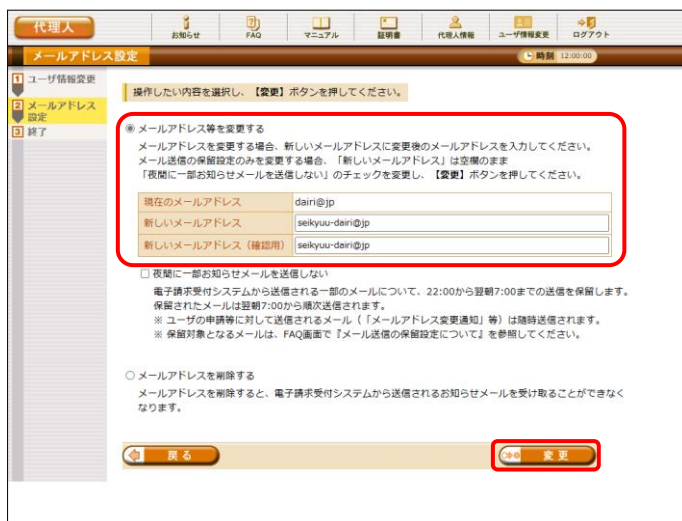 代理人
お知らせ
FAQ
マニュアル
証明書
代理人情報
ユーザ情報変更
ログアウト
メールアドレス設定
時刻 12:00:00
1 ユーザ情報変更
2 メールアドレス
設定
3 終了
操作したい内容を選択し、【変更】ボタンを押してください。
メールアドレス等を変更する
メールアドレスを変更する場合、新しいメールアドレスに変更後のメールアドレスを入力してください。
メール送信の保留設定のみを変更する場合、「新しいメールアドレス」は空欄のまま
「夜間に一部お知らせメールを送信しない」のチェックを変更し、【変更】ボタンを押してください。
現在のメールアドレス dairi@jp
新しいメールアドレス seikyuu-dairi@jp
新しいメールアドレス（確認用） seikyuu-dairi@jp
夜間に一部お知らせメールを送信しない
電子請求受付システムから送信される一部のメールについて、22:00から翌朝7:00までの送信を保留します。
保留されたメールは翌朝7:00から順次送信されます。
※ ユーザの申請等に対して送信されるメール（「メールアドレス変更通知」等）は随時送信されます。
※ 保留対象となるメールは、FAQ画面で『メール送信の保留設定について』を参照してください。
メールアドレスを削除する
メールアドレスを削除すると、電子請求受付システムから送信されるお知らせメールを受け取ることができなく
なります。
戻る
変更